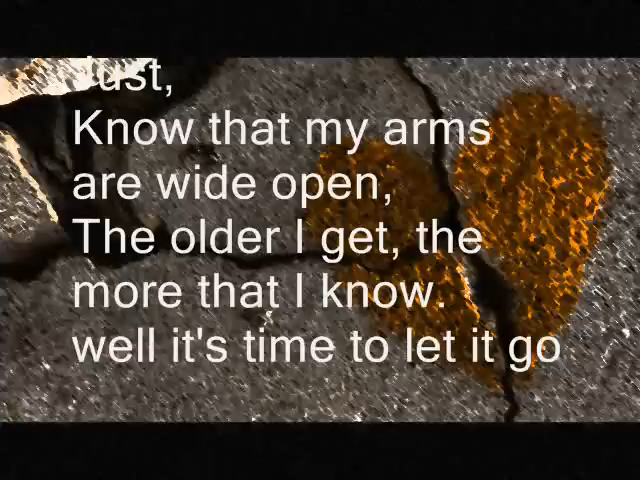 Just,
Know that my arms
are wide open,
The older I get, the
more that I know.
well it's time to let it go